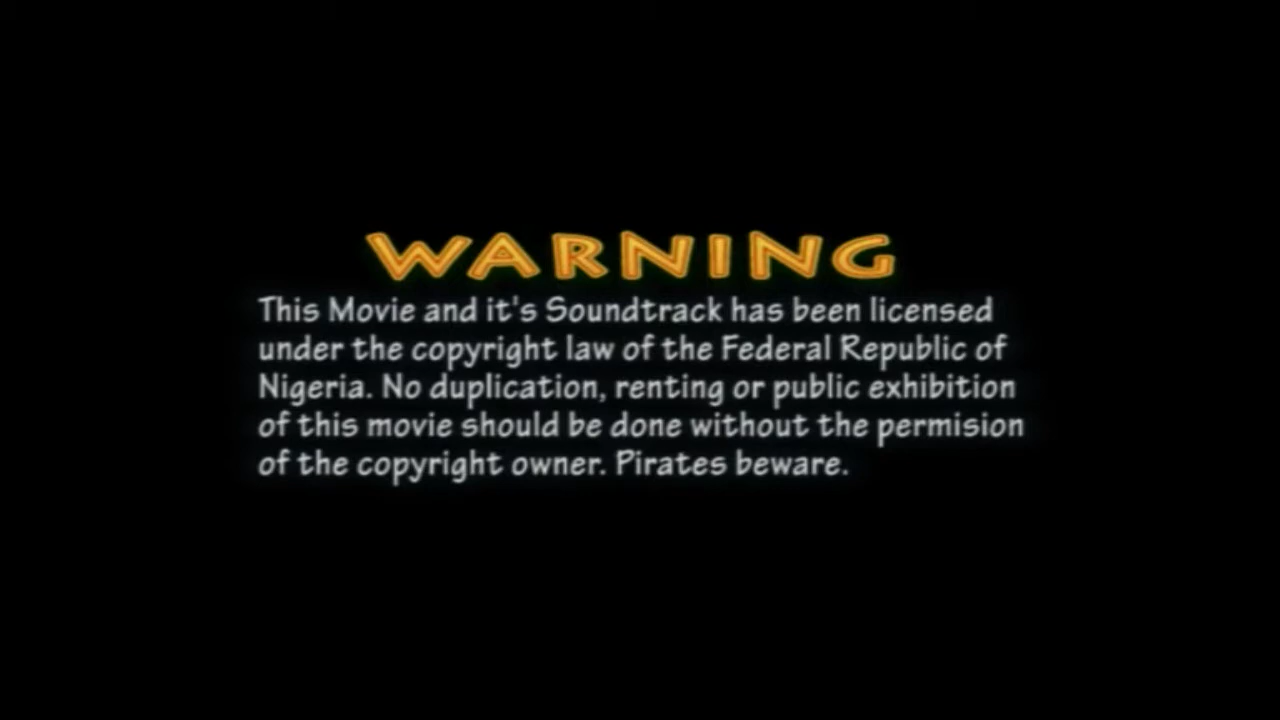 WARNING
This Movie and it's Soundtrack has been licensed
under the copyright law of the Federal Republic of
Nigeria. No duplication, renting or public exhibition
of this movie should be done without the permision
of the copyright owner. Pirates beware.